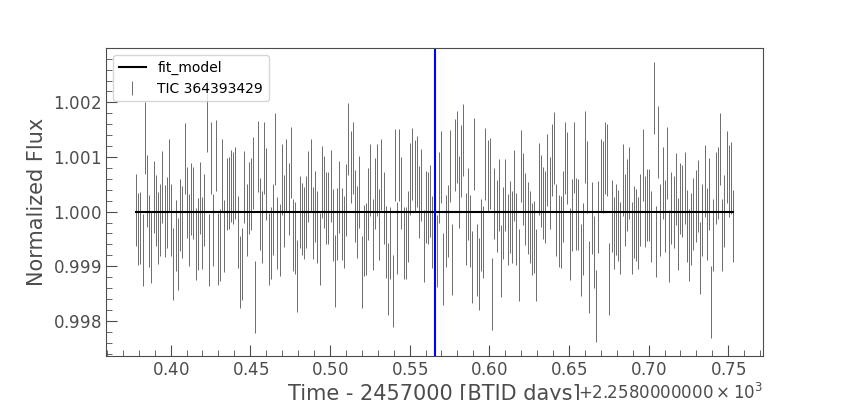 fit_model
TIC 364393429
Normalized Flux
1.002
1.001
1.000
0.999
0.998
0.40 0.45 0.50 0.55 0.60 0.65 0.70 0.75
Time - 2457000 [BTJD days]
+2.2580000000 × 10³